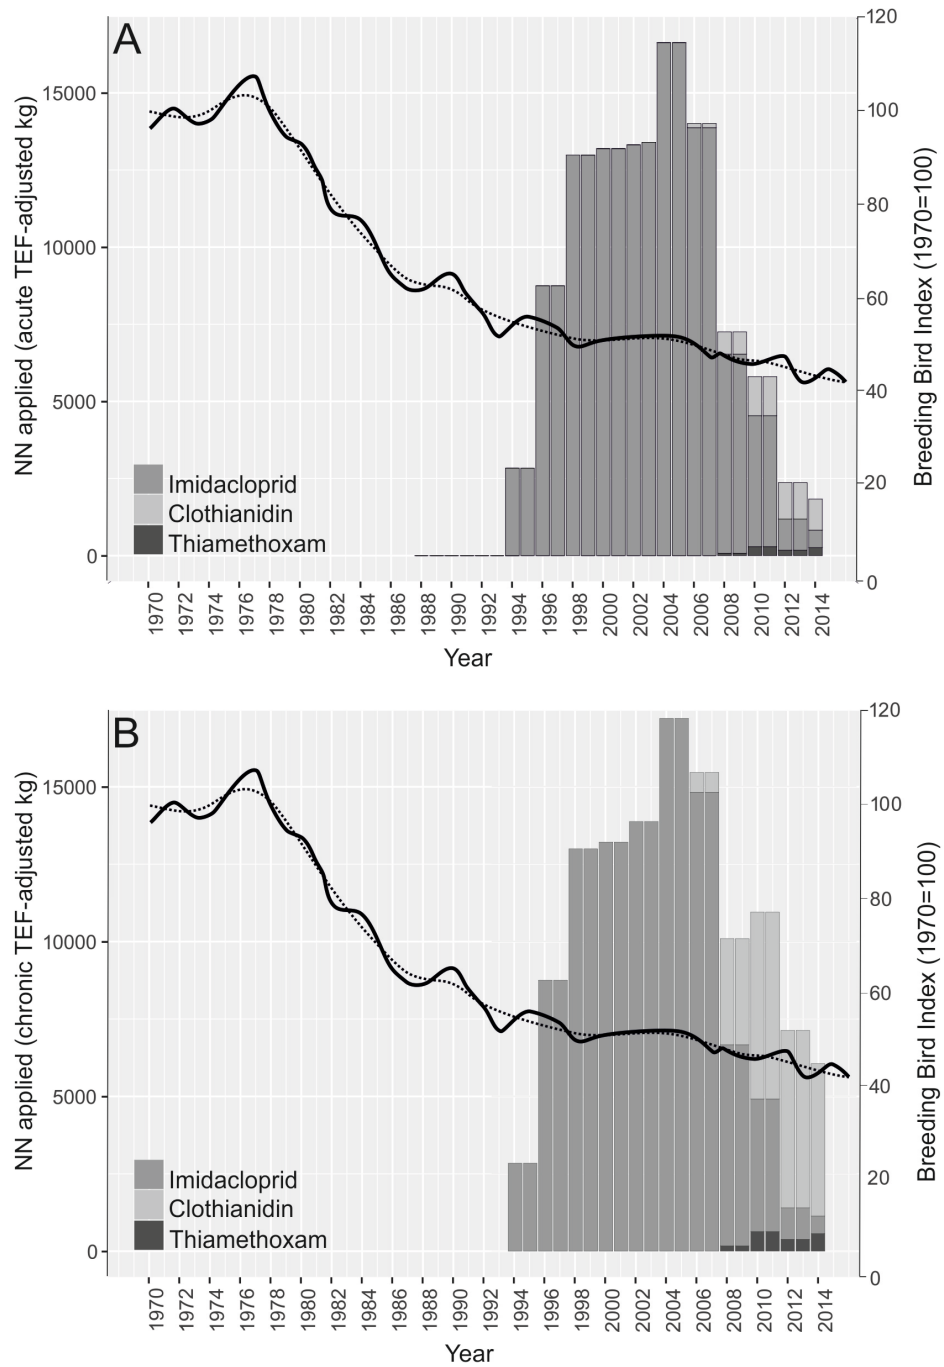 A
NN applied (acute TEF-adjusted kg)
15000
10000
5000
0
120
100
80
60
40
20
0
Breeding Bird Index (1970=100)
Imidacloprid
Clothianidin
Thiamethoxam
1970 1972 1974 1976 1978 1980 1982 1984 1986 1988 1990 1992 1994 1996 1998 2000 2002 2004 2006 2008 2010 2012 2014
Year
B
NN applied (chronic TEF-adjusted kg)
15000
10000
5000
0
120
100
80
60
40
20
0
Breeding Bird Index (1970=100)
Imidacloprid
Clothianidin
Thiamethoxam
1970 1972 1974 1976 1978 1980 1982 1984 1986 1988 1990 1992 1994 1996 1998 2000 2002 2004 2006 2008 2010 2012 2014
Year